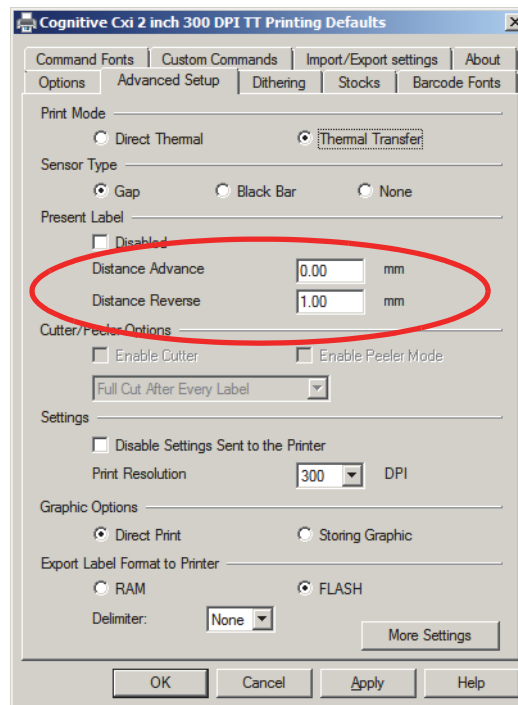 Cognitive Cxi 2 inch 300 DPI TT Printing Defaults
Command Fonts Custom Commands Import/Export settings About
Options Advanced Setup Dithering Stocks Barcode Fonts
Print Mode
Direct Thermal Thermal Transfer
Sensor Type
Gap Black Bar None
Present Label
Disabled
Distance Advance 0.00 mm
Distance Reverse 1.00 mm
Cutter/Peeler Options
Enable Cutter Enable Peeler Mode
Full Cut After Every Label
Settings
Disable Settings Sent to the Printer
Print Resolution 300 DPI
Graphic Options
Direct Print Storing Graphic
Export Label Format to Printer
RAM FLASH
Delimiter: None
More Settings
OK Cancel Apply Help